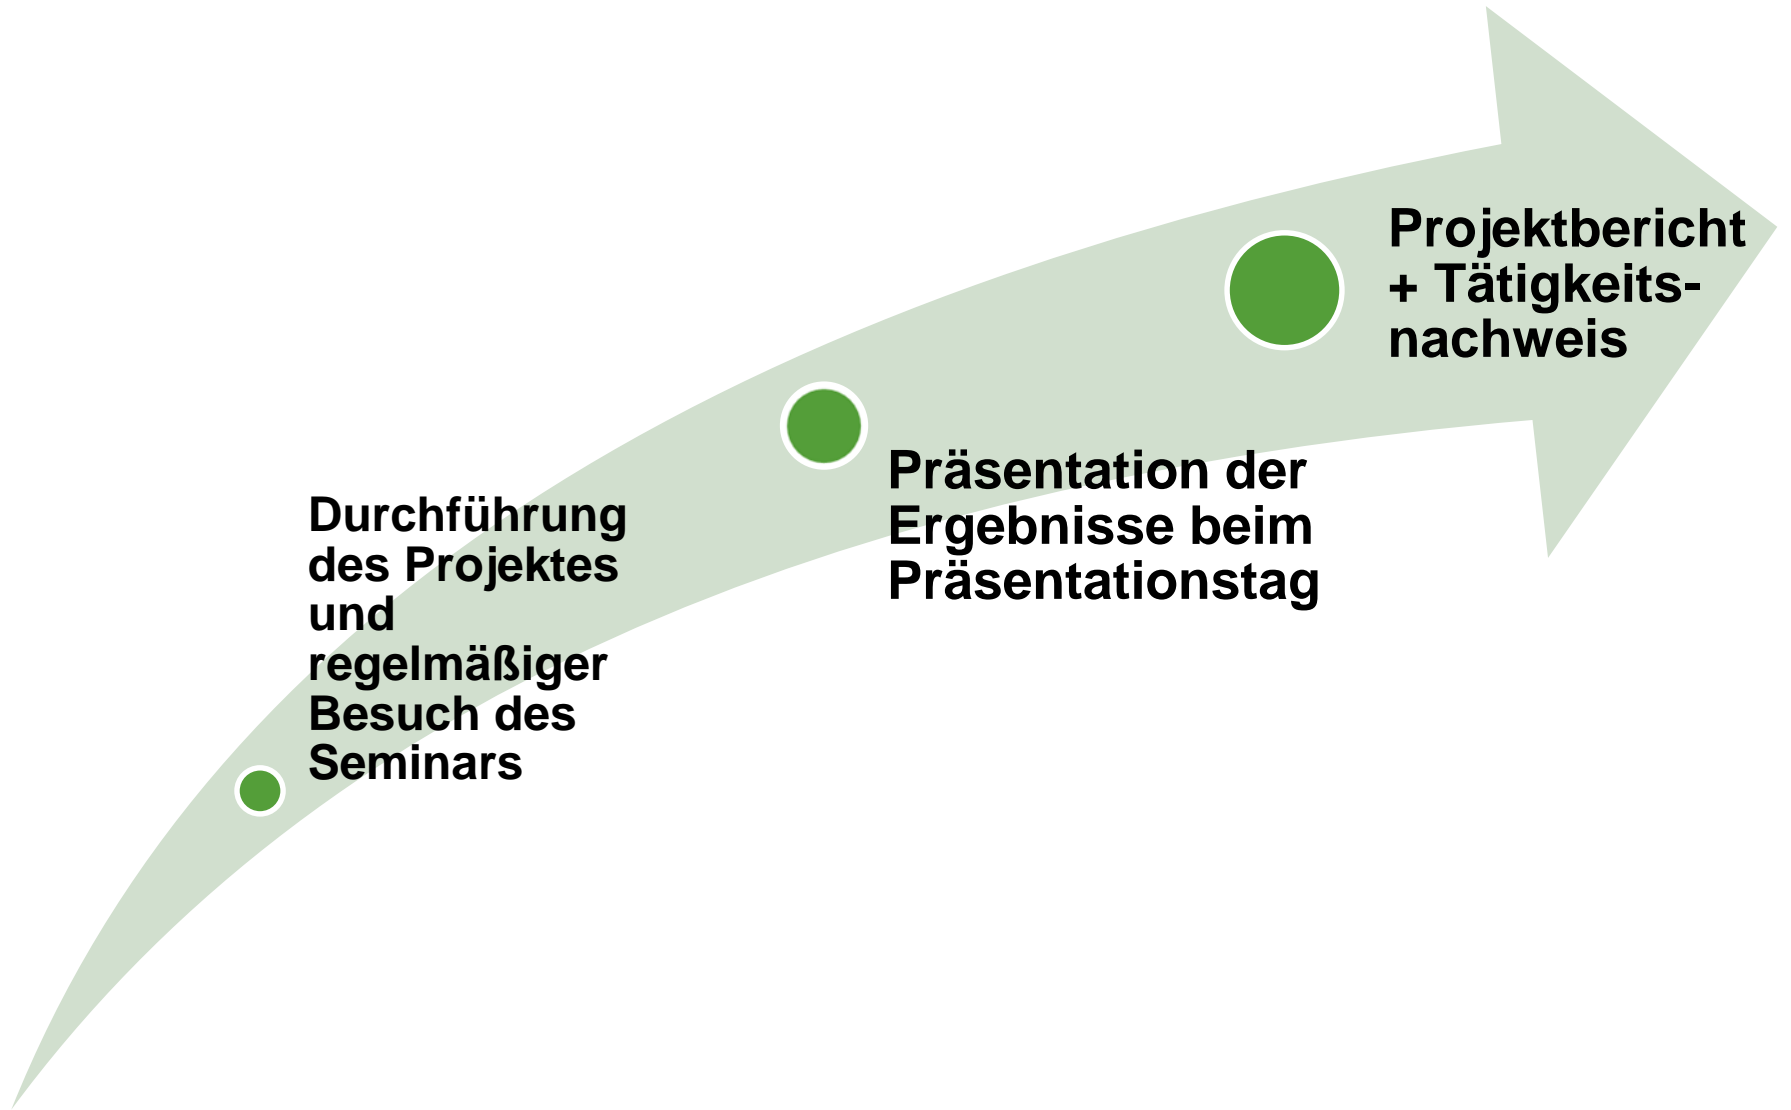 Durchführung
des Projektes
und
regelmäßiger
Besuch des
Seminars
Präsentation der
Ergebnisse beim
Präsentationstag
Projektbericht
+ Tätigkeits-
nachweis